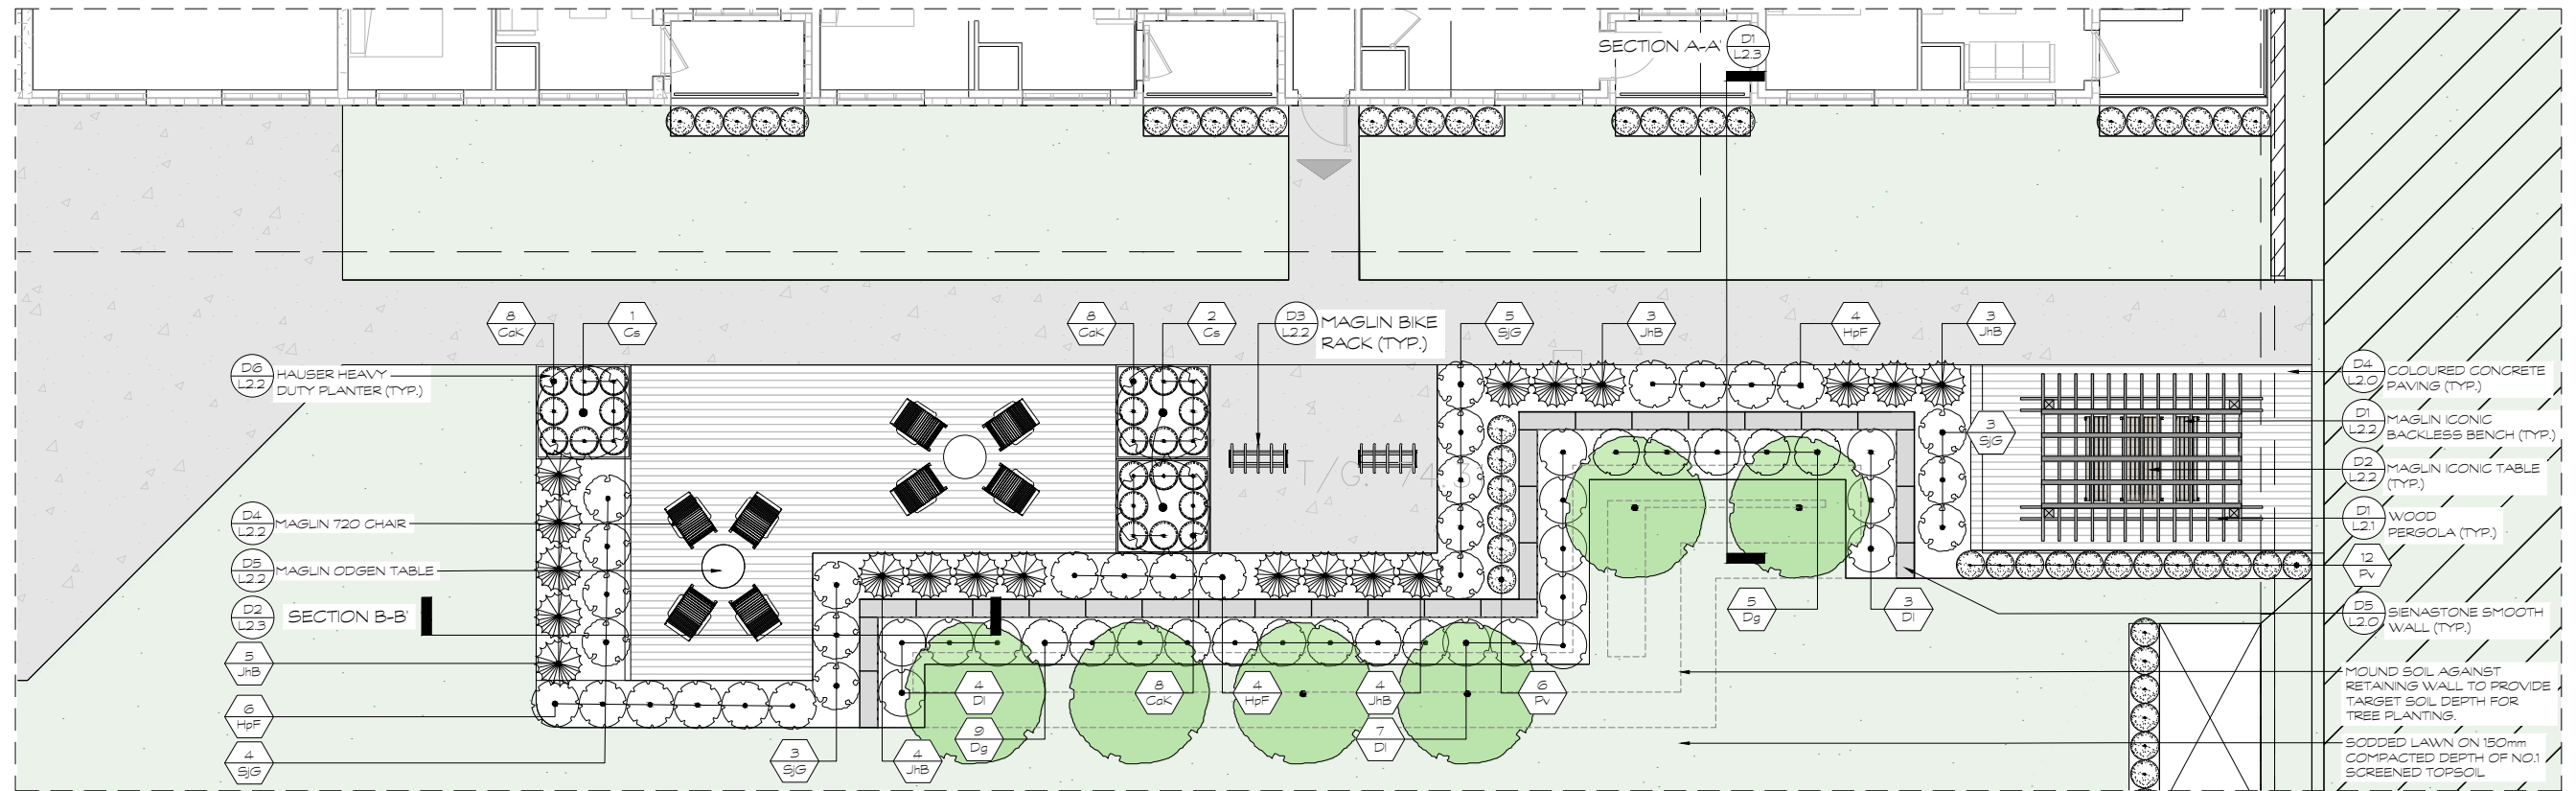 SECTION A-A'
D1
L2.3
8
CaK
1
Cs
8
CaK
2
Cs
D3
L2.2
MAGLIN BIKE
RACK (TYP.)
5
SjG
3
JhB
4
HpF
3
JhB
D6
L2.2
HAUSER HEAVY
DUTY PLANTER (TYP.)
D4
L2.0
COLOURED CONCRETE
PAVING (TYP.)
D1
L2.2
MAGLIN ICONIC
BACKLESS BENCH (TYP.)
3
SjG
D2
L2.2
MAGLIN ICONIC TABLE
(TYP.)
T/G.
D4
L2.2
MAGLIN 720 CHAIR
D1
L2.1
WOOD
PERGOLA (TYP.)
D5
L2.2
MAGLIN ODGEN TABLE
12
Pv
D2
L2.3
SECTION B-B'
5
Dg
3
Dl
D5
L2.0
SIENASTONE SMOOTH
WALL (TYP.)
5
JhB
6
HpF
4
SjG
4
Dl
9
Dg
8
CaK
4
HpF
4
JhB
7
Dl
6
Pv
3
SjG
4
JhB
MOUND SOIL AGAINST
RETAINING WALL TO PROVIDE
TARGET SOIL DEPTH FOR
TREE PLANTING.
SODDED LAWN ON 150mm
COMPACTED DEPTH OF NO.1
SCREENED TOPSOIL